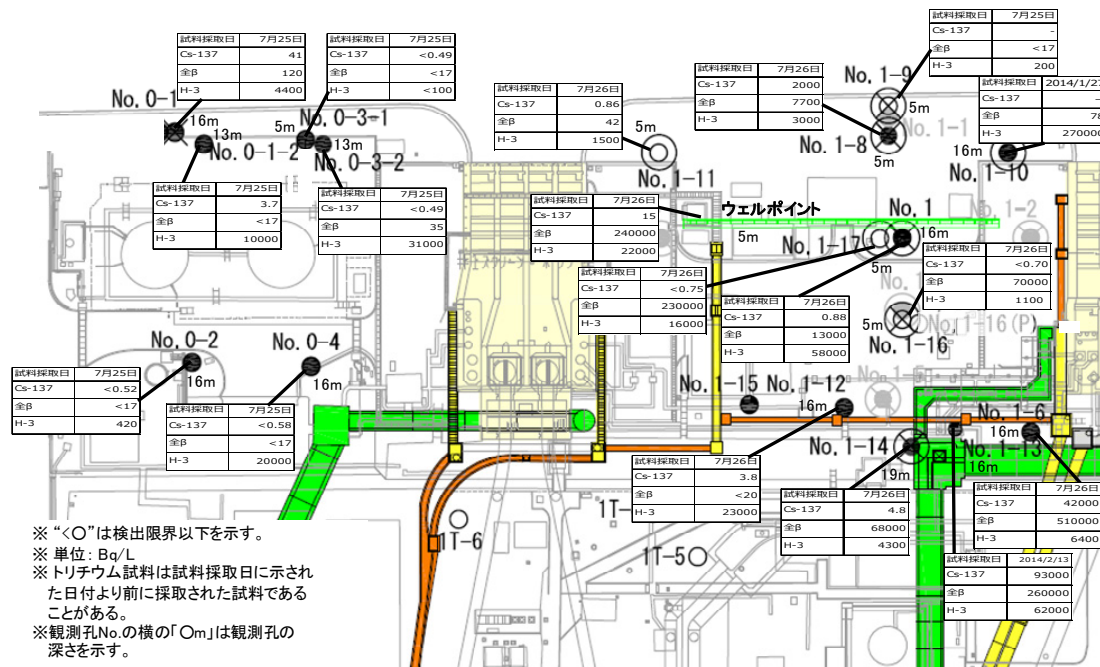 試料採取日 7月25日
Cs-137 41
全β 120
H-3 4400
No. 0-1
16m
試料採取日 7月25日
Cs-137 <0.49
全β <17
H-3 <100
5m
No. 0-3-1
13m
No. 0-1-2
13m
No. 0-3-2
試料採取日 7月25日
Cs-137 3.7
全β <17
H-3 10000
試料採取日 7月25日
Cs-137 <0.49
全β 35
H-3 31000
試料採取日 7月26日
Cs-137 0.86
全β 42
H-3 1500
5m
No. 1-11
試料採取日 7月26日
Cs-137 2000
全β 7700
H-3 3000
No. 1-8
5m
試料採取日 7月25日
Cs-137 -
全β <17
H-3 200
No. 1-9
5m
No. 1-1
試料採取日
Cs-137
全β
H-3 270000
16m
No. 1-10
試料採取日 7月26日
Cs-137 15
全β 240000
H-3 22000
ウェルポイント
5m
No. 1
16m
No. 1-17
5m
No. 1-2
試料採取日 7月26日
Cs-137 <0.75
全β 230000
H-3 16000
試料採取日 7月26日
Cs-137 0.88
全β 13000
H-3 58000
試料採取日 7月26日
Cs-137 <0.70
全β 70000
H-3 1100
5m
No. 1-16(P)
No. 1-16
No. 0-2
16m
試料採取日 7月25日
Cs-137 <0.52
全β <17
H-3 420
No. 0-4
16m
試料採取日 7月25日
Cs-137 <0.58
全β <17
H-3 20000
No. 1-15
No. 1-12
16m
No. 1-6
16m
No. 1-14
19m
No. 1-13
16m
試料採取日 7月26日
Cs-137 3.8
全β <20
H-3 23000
試料採取日 7月26日
Cs-137 4.8
全β 68000
H-3 4300
試料採取日 7月26日
Cs-137 42000
全β 510000
H-3 6400
試料採取日 2014/2/13
Cs-137 93000
全β 260000
H-3 62000
1T-6
1T-
1T-5
※ “<○”は検出限界以下を示す。
※ 単位: Bq/L
※ トリチウム試料は試料採取日に示され
た日付より前に採取された試料である
ことがある。
※観測孔No.の横の「○m」は観測孔の
深さを示す。